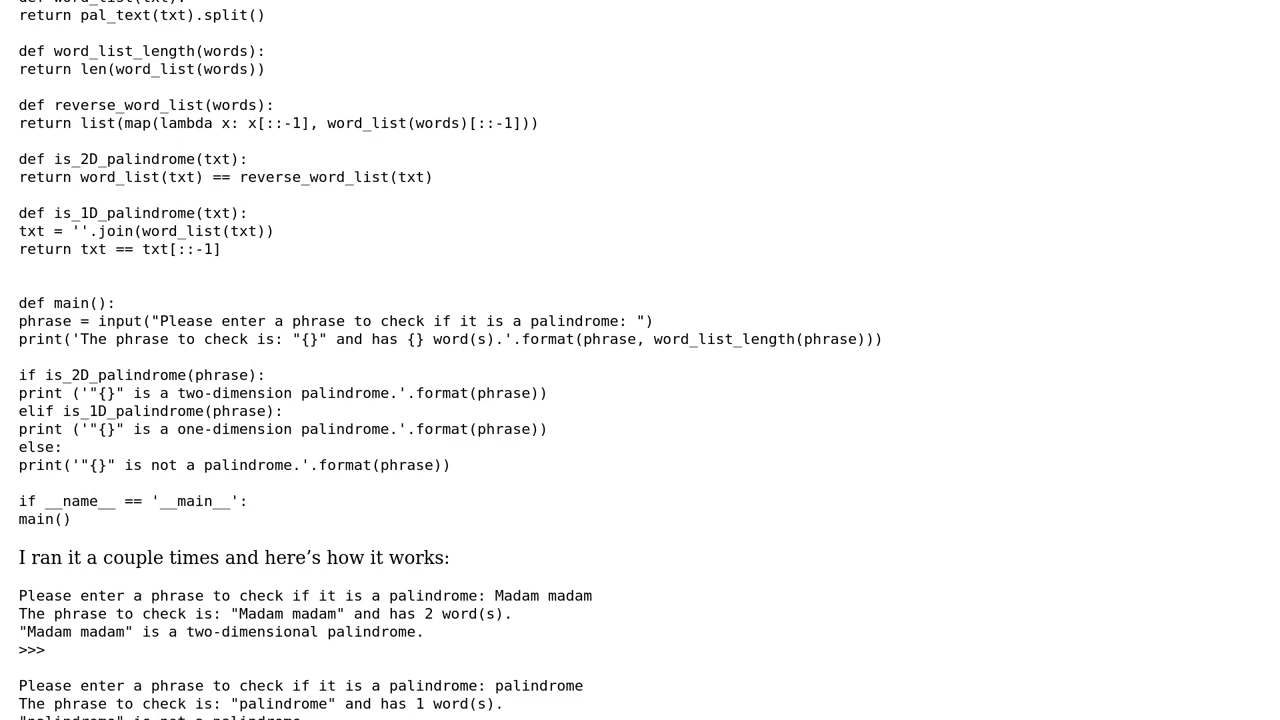 def word_list(txt):
return pal_text(txt).split()
def word_list_length(words):
return len(word_list(words))
def reverse_word_list(words):
return list(map(lambda x: x[::-1], word_list(words)[::-1]))
def is_2D_palindrome(txt):
return word_list(txt) == reverse_word_list(txt)
def is_1D_palindrome(txt):
txt = ''.join(word_list(txt))
return txt == txt[::-1]
def main():
phrase = input("Please enter a phrase to check if it is a palindrome: ")
print('The phrase to check is: "{}" and has {} word(s).'.format(phrase, word_list_length(phrase)))
if is_2D_palindrome(phrase):
print ('"{}" is a two-dimension palindrome.'.format(phrase))
elif is_1D_palindrome(phrase):
print ('"{}" is a one-dimension palindrome.'.format(phrase))
else:
print('"{}" is not a palindrome.'.format(phrase))
if __name__ == '__main__':
main()
I ran it a couple times and here’s how it works:
Please enter a phrase to check if it is a palindrome: Madam madam
The phrase to check is: "Madam madam" and has 2 word(s).
"Madam madam" is a two-dimensional palindrome.
>>>
Please enter a phrase to check if it is a palindrome: palindrome
The phrase to check is: "palindrome" and has 1 word(s).
"palindrome" is not a palindrome.